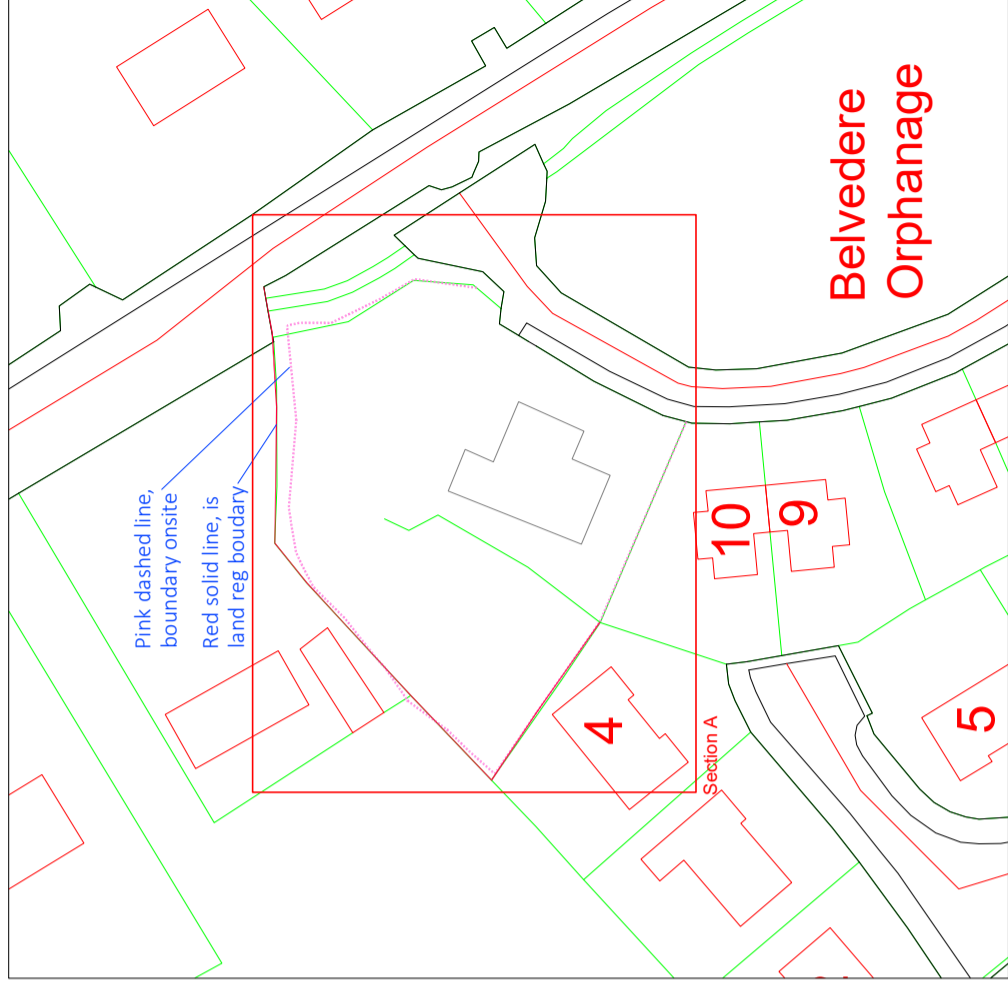 Pink dashed line,
boundary onsite
Red solid line, is
land reg boudary
Belvedere
Orphanage
10
9
4
5
Section A